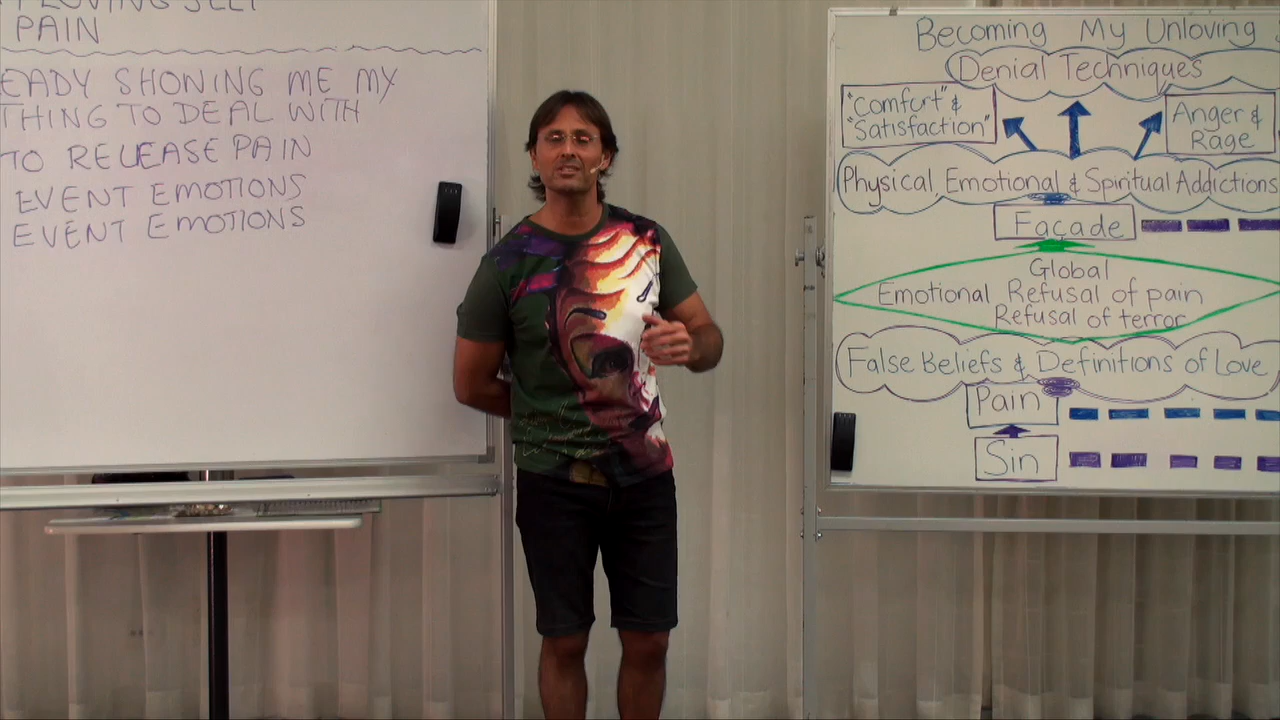 PAIN
EADY SHONING ME MY
THING TO DEAL WITH
TO RELEASE PAIN
EVENT EMOTIONS
EVENT EMOTIONS
Becoming My Unloving
Denial Techniques
"Comfort" &
"Satisfaction"
Anger &
Rage
Physical, Emotional & Spiritual Addictions
Façade
Global
Emotional Refusal of pain
Refusal of terror
False Beliefs & Definitions of Love
Pain
Sin